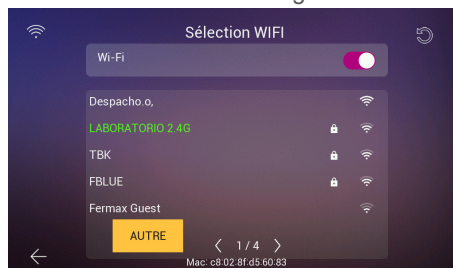 Sélection WIFI
Wi-Fi
Despacho.o,
LABORATORIO 2.4G
TBK
FBLUE
Fermax Guest
AUTRE
1/4
Mac: c8:02:8f:d5:60:83